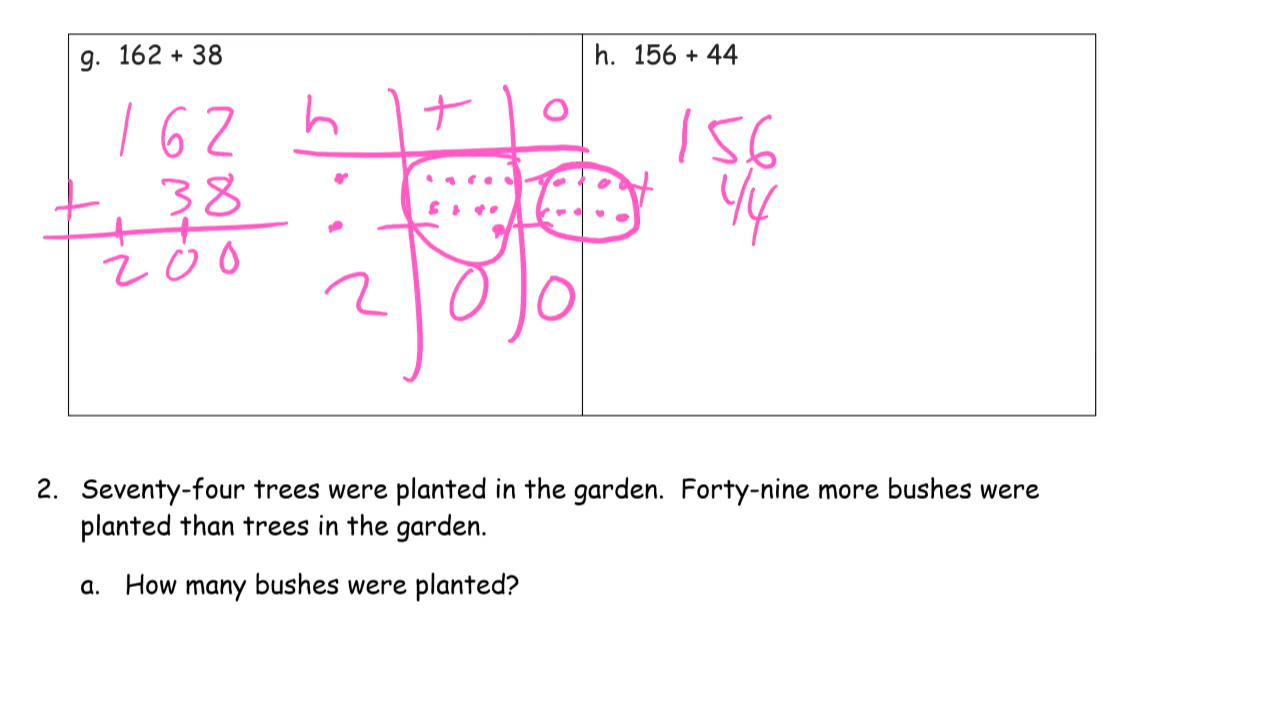 g. 162 + 38
162
+ 38
200
h t o
2 0 0
h. 156 + 44
156
+ 44
2. Seventy-four trees were planted in the garden. Forty-nine more bushes were
planted than trees in the garden.
a. How many bushes were planted?